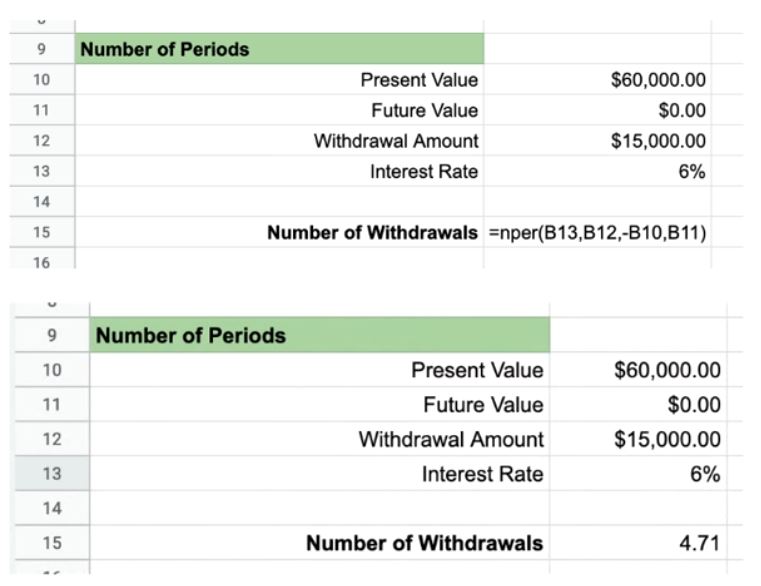 9 Number of Periods
10 Present Value $60,000.00
11 Future Value $0.00
12 Withdrawal Amount $15,000.00
13 Interest Rate 6%
14
15 Number of Withdrawals =nper(B13,B12,-B10,B11)
16
9 Number of Periods
10 Present Value $60,000.00
11 Future Value $0.00
12 Withdrawal Amount $15,000.00
13 Interest Rate 6%
14
15 Number of Withdrawals 4.71